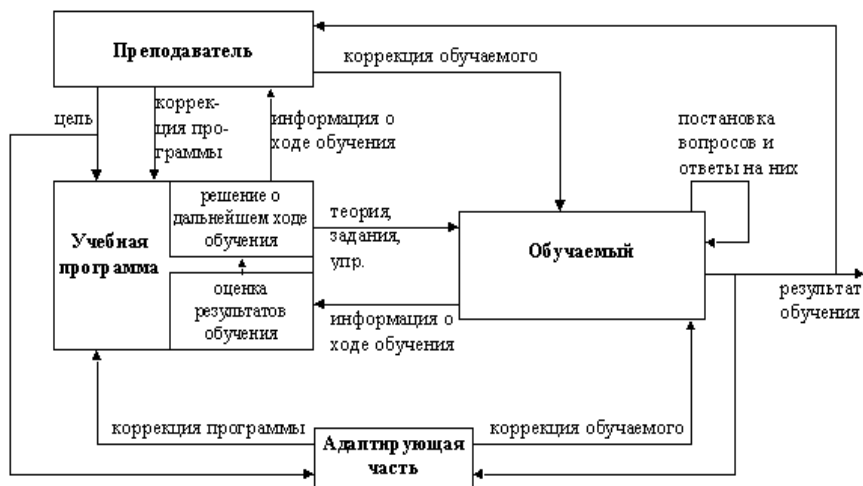 Преподаватель
коррекция обучаемого
цель
коррек-
ция про-
граммы
информация о
ходе обучения
постановка
вопросов и
ответы на них
Учебная
программа
решение о
дальнейшем ходе
обучения
теория,
задания,
упр.
Обучаемый
оценка
результатов
обучения
информация о
ходе обучения
результат
обучения
коррекция программы
Адаптирующая
часть
коррекция обучаемого